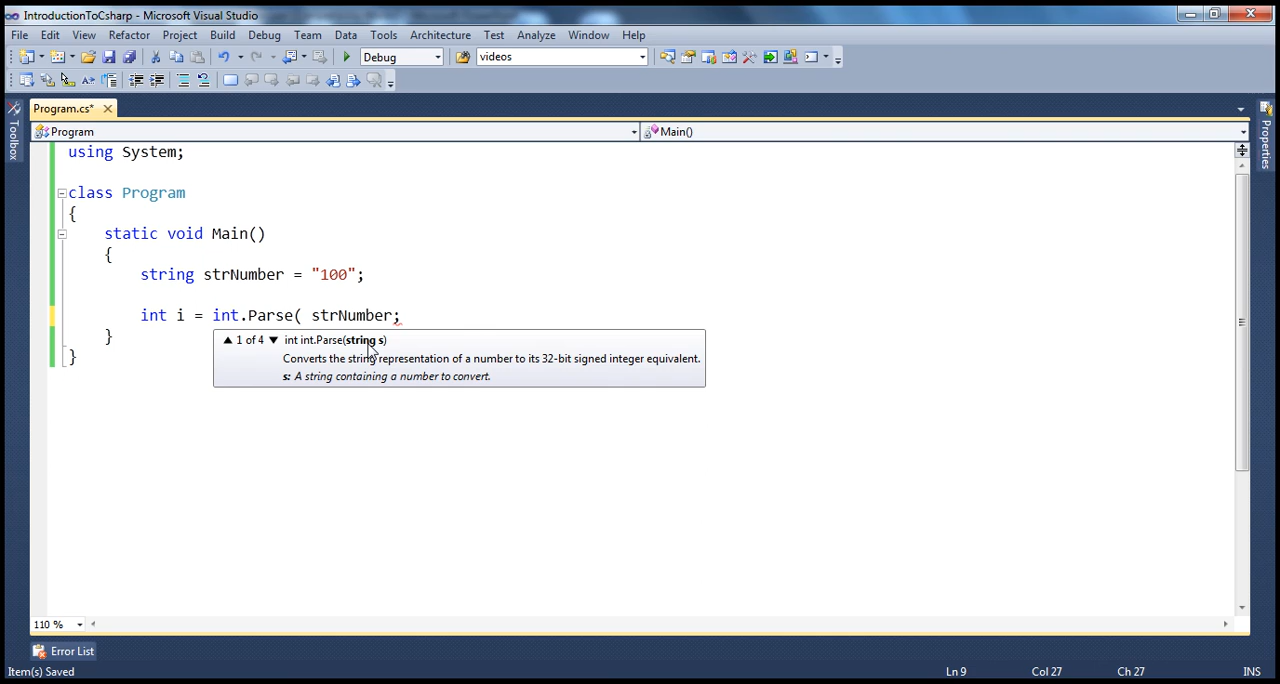 IntroductionToCsharp - Microsoft Visual Studio
File Edit View Refactor Project Build Debug Team Data Tools Architecture Test Analyze Window Help
Debug videos
Program.cs*
Program Main()
Toolbox
Properties
using System;
class Program
{
static void Main()
{
string strNumber = "100";
int i = int.Parse( strNumber;
}
}
1 of 4 int int.Parse(string s)
Converts the string representation of a number to its 32-bit signed integer equivalent.
s: A string containing a number to convert.
110 %
Error List
Item(s) Saved Ln 9 Col 27 Ch 27 INS